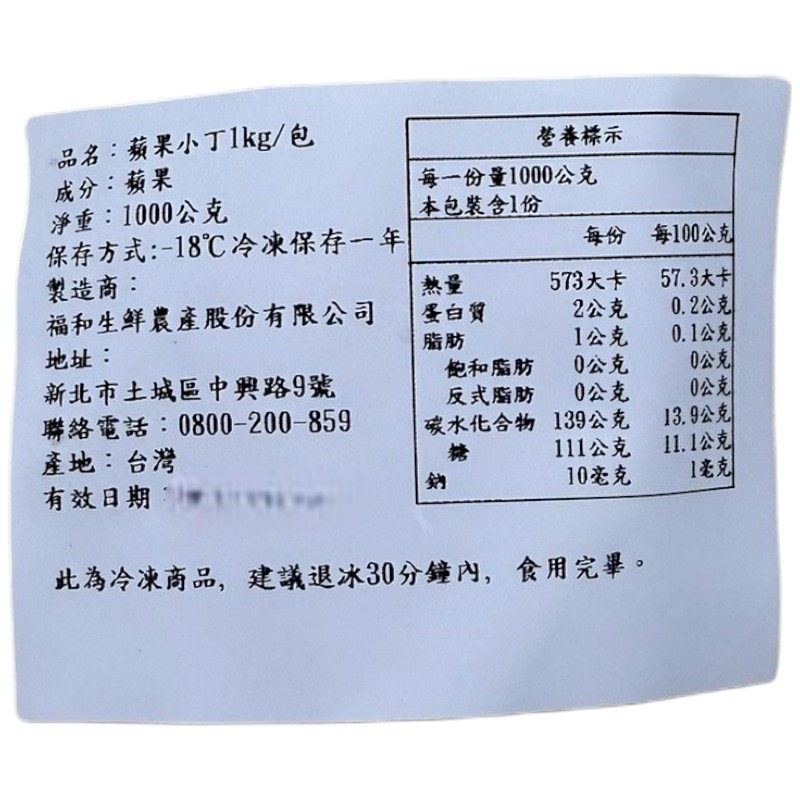 品名：蘋果小丁1kg/包
成分：蘋果
淨重：1000公克
保存方式:-18℃冷凍保存一年
製造商：
福和生鮮農產股份有限公司
地址：
新北市土城區中興路9號
聯絡電話：0800-200-859
產地：台灣
有效日期：
營養標示
每一份量1000公克
本包裝含1份
每份 每100公克
熱量 573大卡 57.3大卡
蛋白質 2公克 0.2公克
脂肪 1公克 0.1公克
飽和脂肪 0公克 0公克
反式脂肪 0公克 0公克
碳水化合物 139公克 13.9公克
糖 111公克 11.1公克
鈉 10毫克 1毫克
此為冷凍商品，建議退冰30分鐘內，食用完畢。